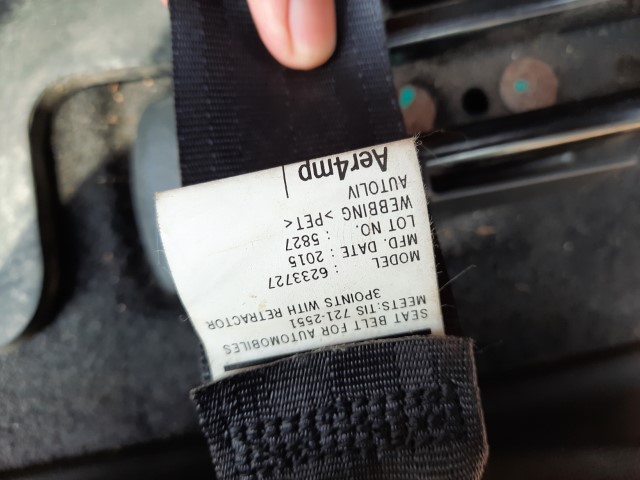 SEAT BELT FOR AUTOMOBILES
MEETS:TIS 721-2551
3POINTS WITH RETRACTOR
MODEL : 6233727
MFD. DATE : 2015
LOT NO. : 5827
WEBBING >PET<
AUTOLIV
Aer4mp